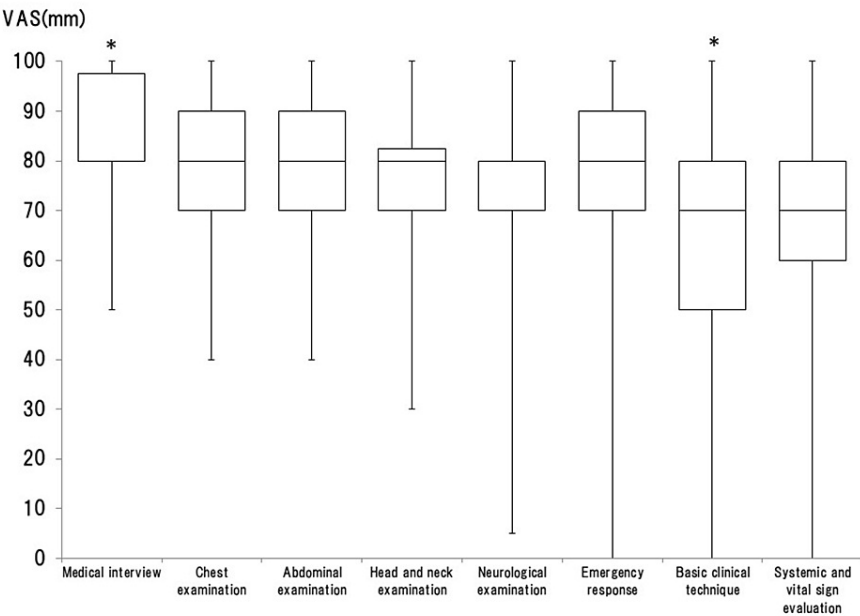 VAS(mm)
* *
100
90
80
70
60
50
40
30
20
10
0
Medical interview
Chest
examination
Abdominal
examination
Head and neck
examination
Neurological
examination
Emergency
response
Basic clinical
technique
Systemic and
vital sign
evaluation